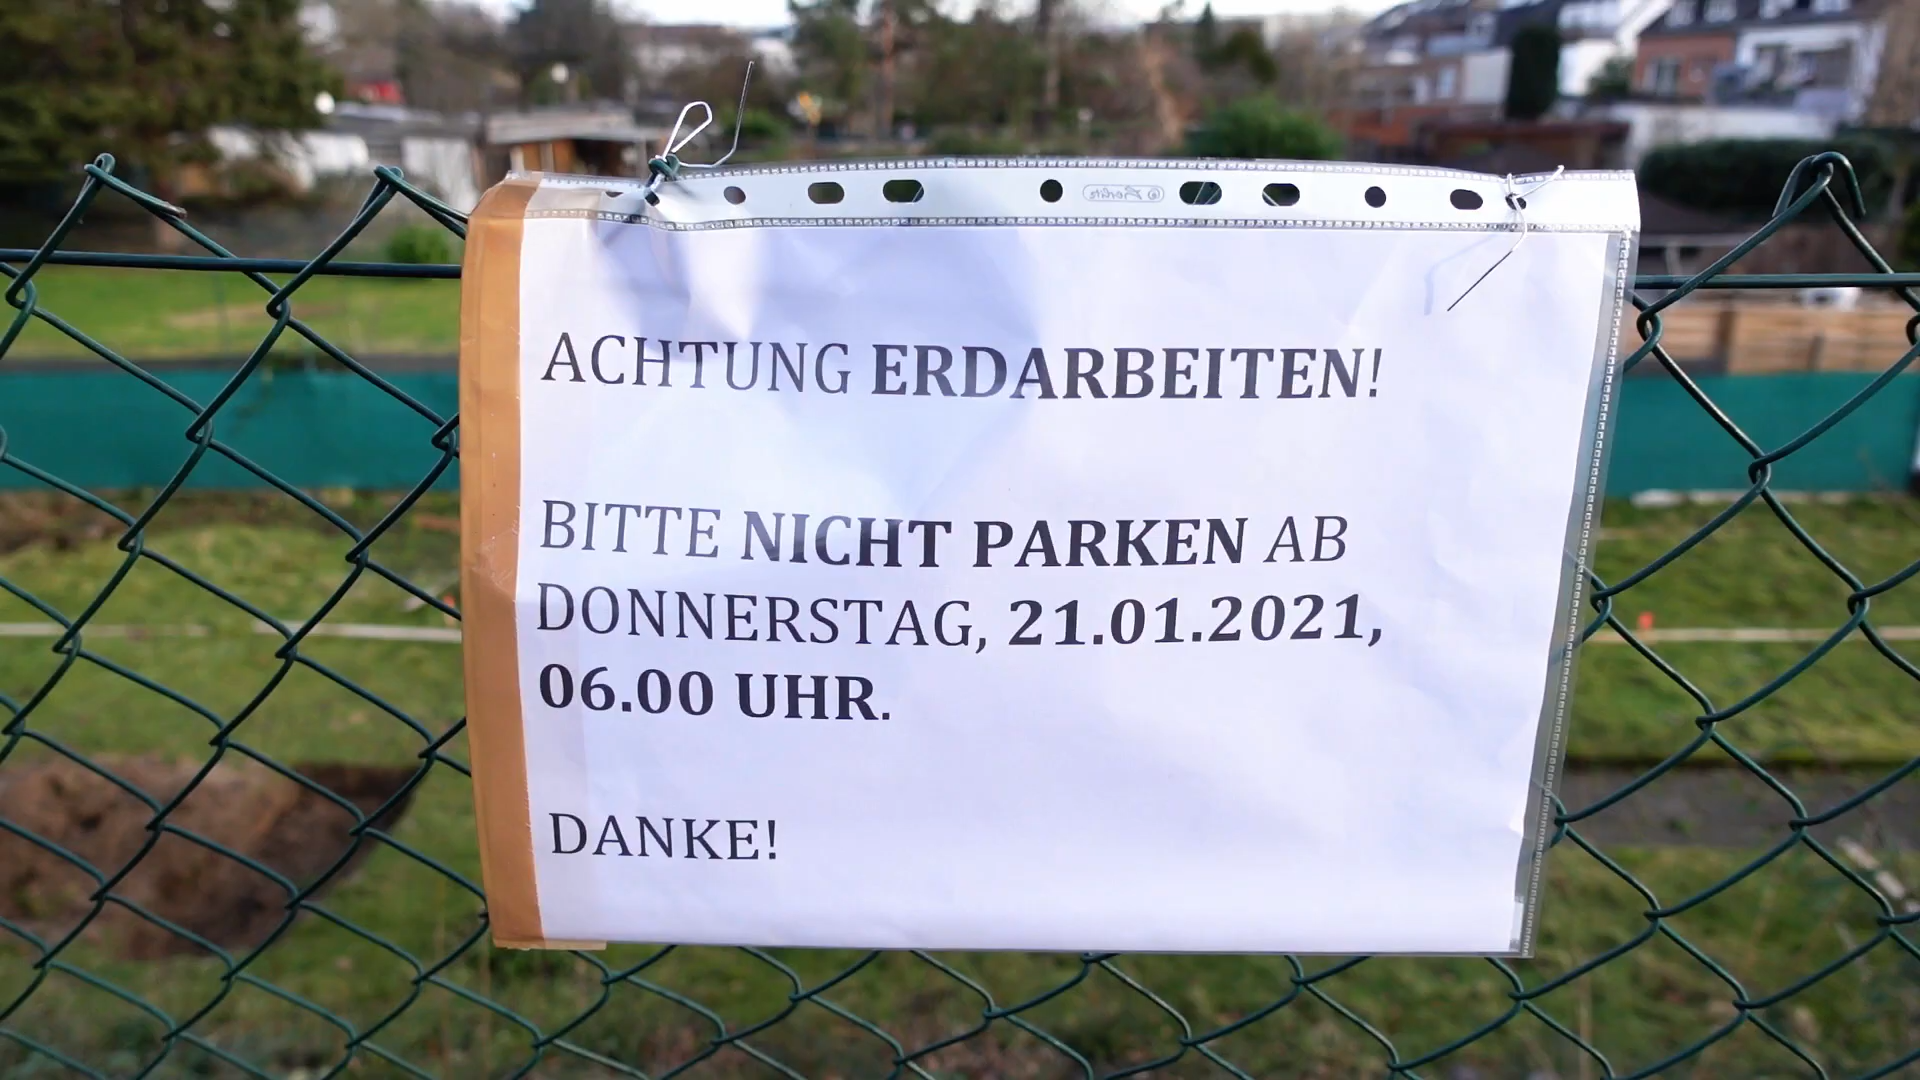 ACHTUNG ERDARBEITEN!
BITTE NICHT PARKEN AB
DONNERSTAG, 21.01.2021,
06.00 UHR.
DANKE!